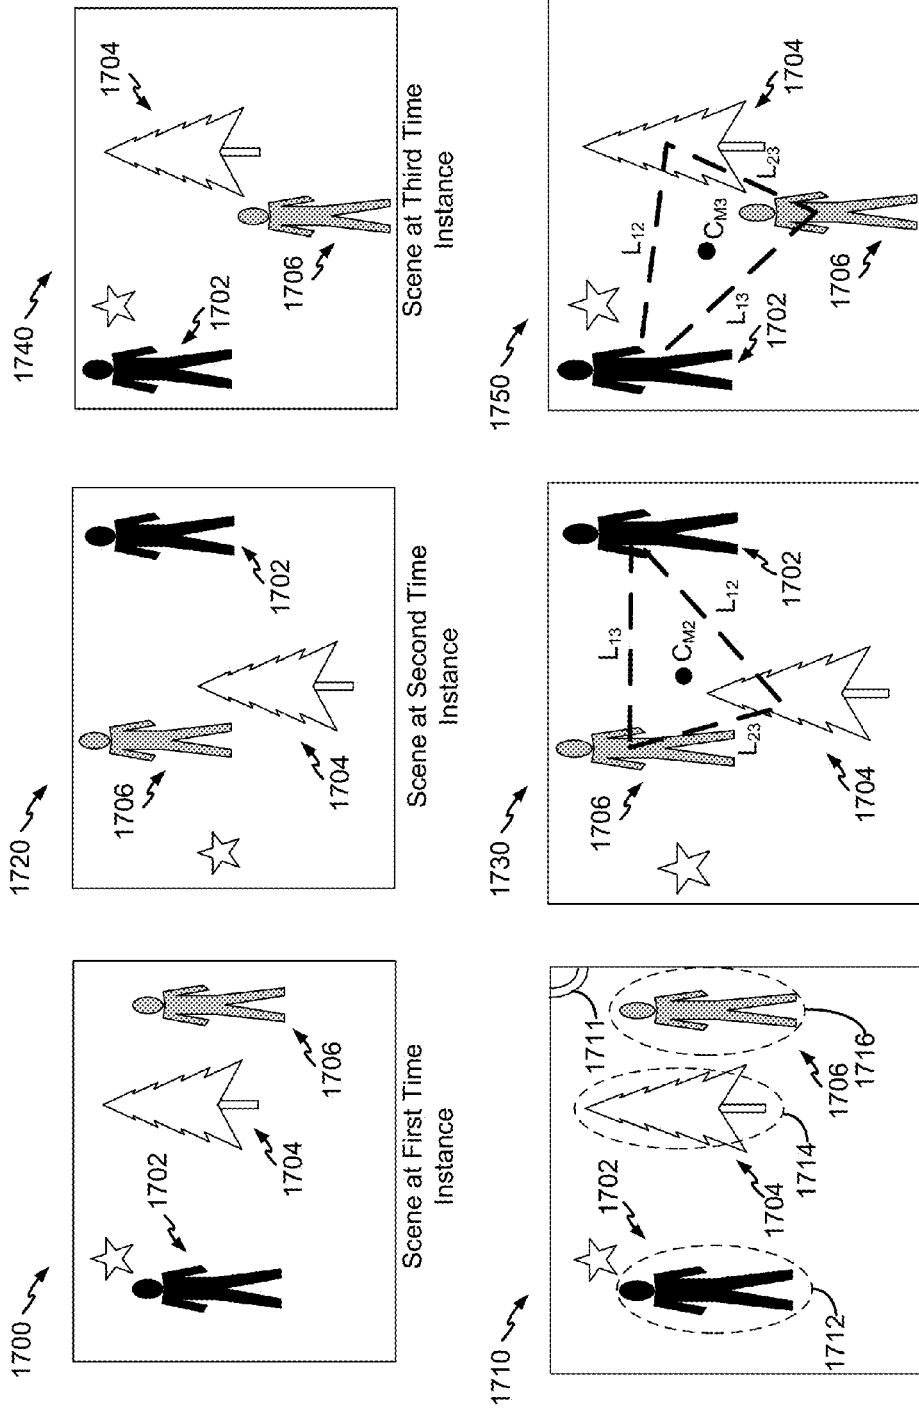 1700
1702
1704
1706
Scene at First Time
Instance
1720
1706
1704
1702
Scene at Second Time
Instance
1740
1702
1706
1704
Scene at Third Time
Instance
1710
1702
1704
1706
1711
1712
1714
1716
1730
1706
1704
1702
L13
L12
L23
CM2
1750
1702
1706
1704
L12
L13
L23
CM3